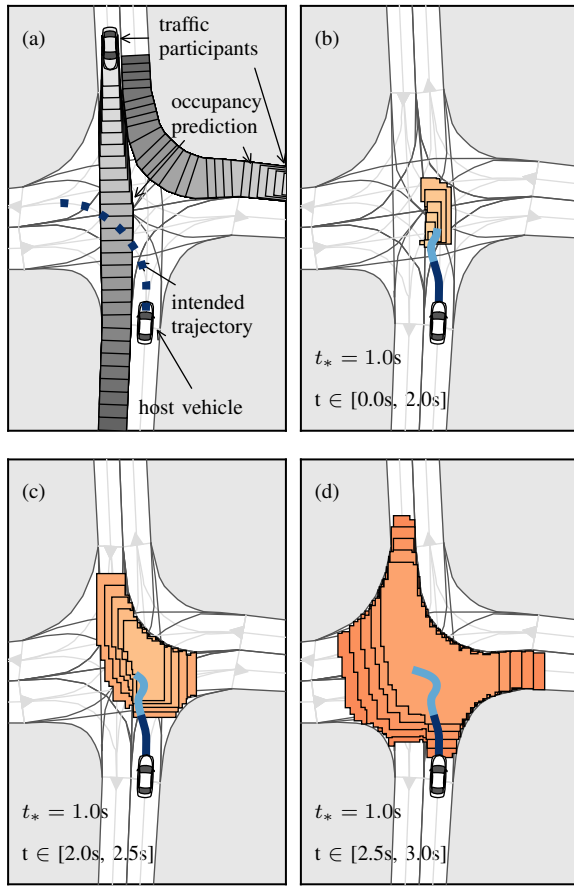 (a)
traffic
participants
occupancy
prediction
intended
trajectory
host vehicle
(b)
t∗ = 1.0s
t ∈ [0.0s, 2.0s]
(c)
t∗ = 1.0s
t ∈ [2.0s, 2.5s]
(d)
t∗ = 1.0s
t ∈ [2.5s, 3.0s]